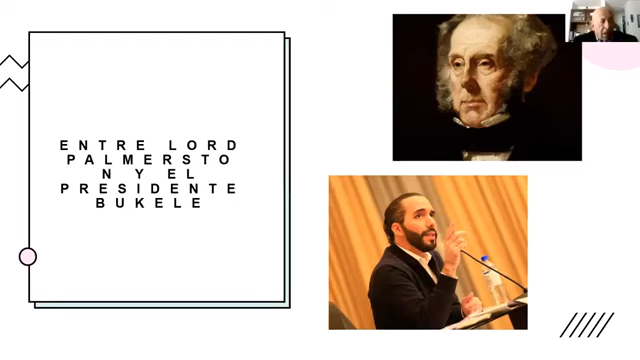 ENTRE LORD
PALMERSTO
N Y EL
PRESIDENTE
BUKELE